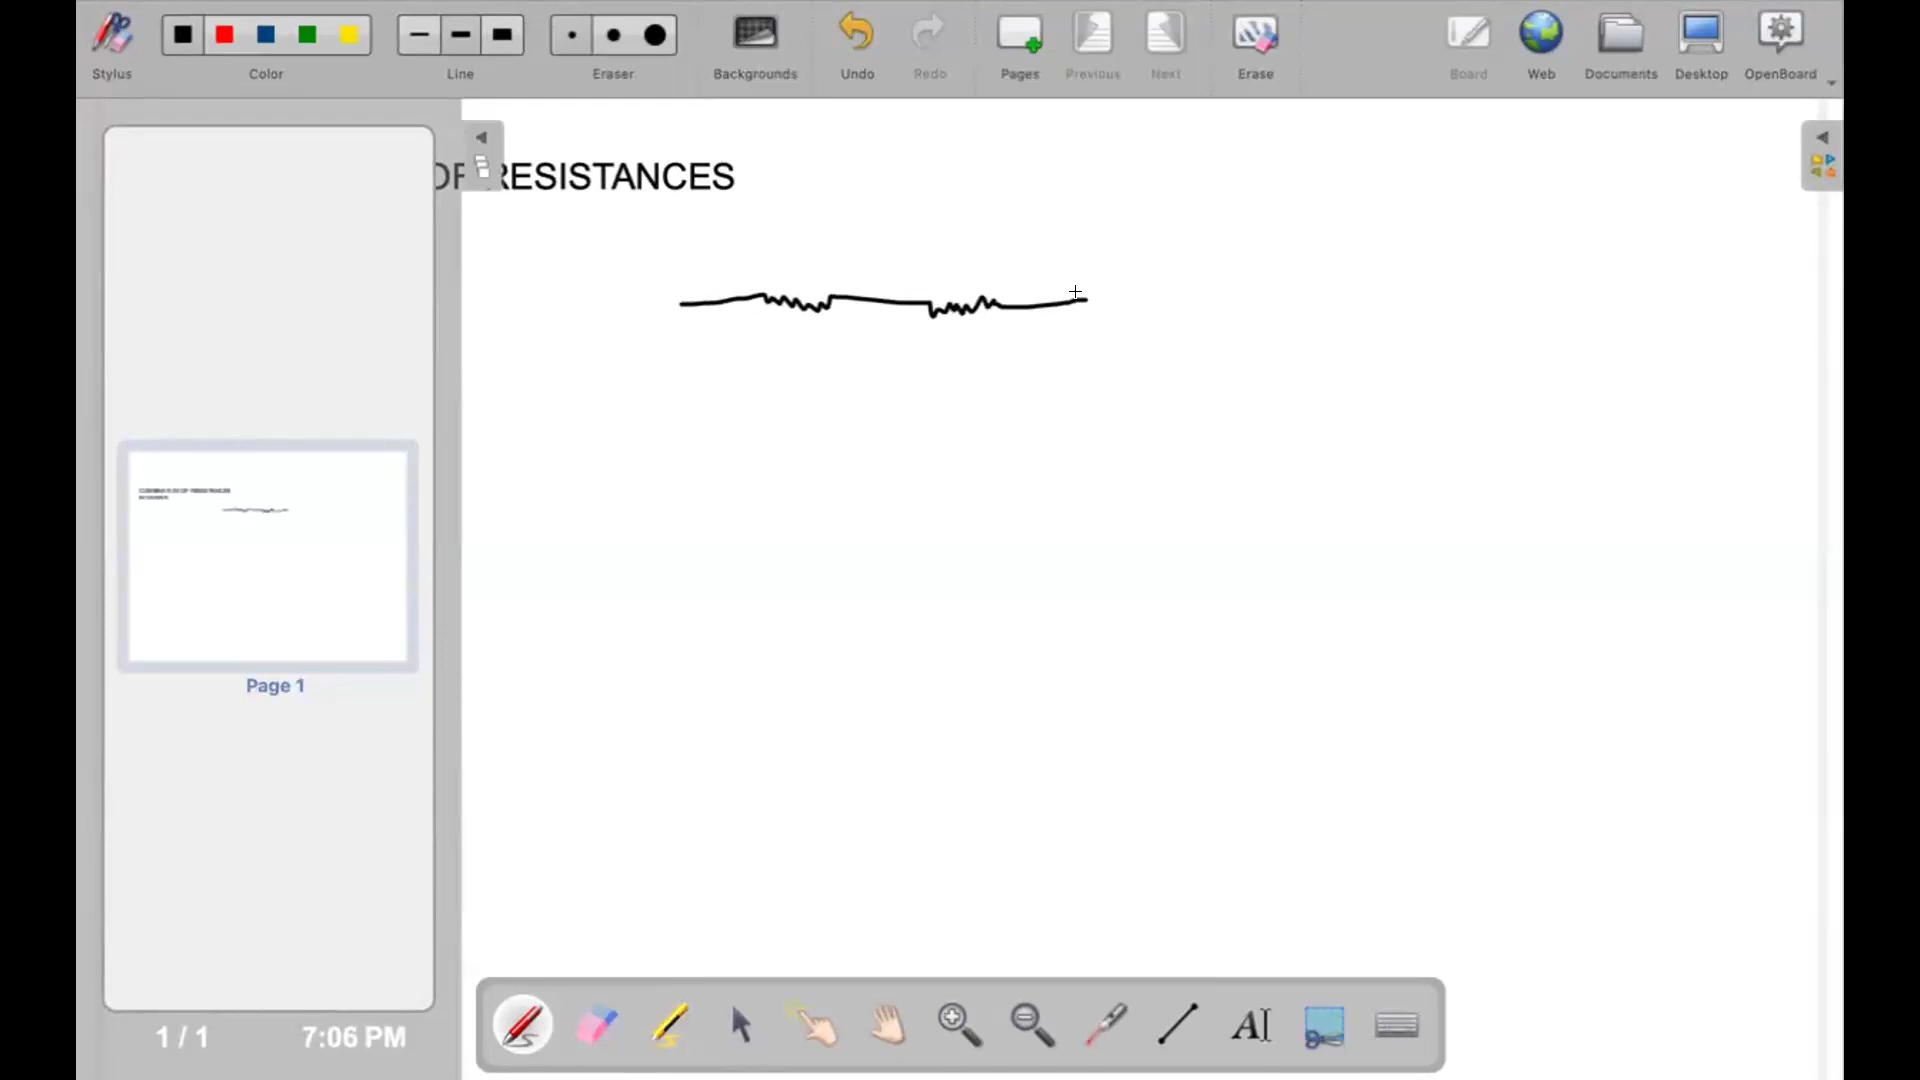 Stylus
Color
Line
Eraser
Backgrounds
Undo
Redo
Pages
Previous
Next
Erase
Board
Web
Documents
Desktop
OpenBoard
OF RESISTANCES
Page 1
1 / 1
7:06 PM